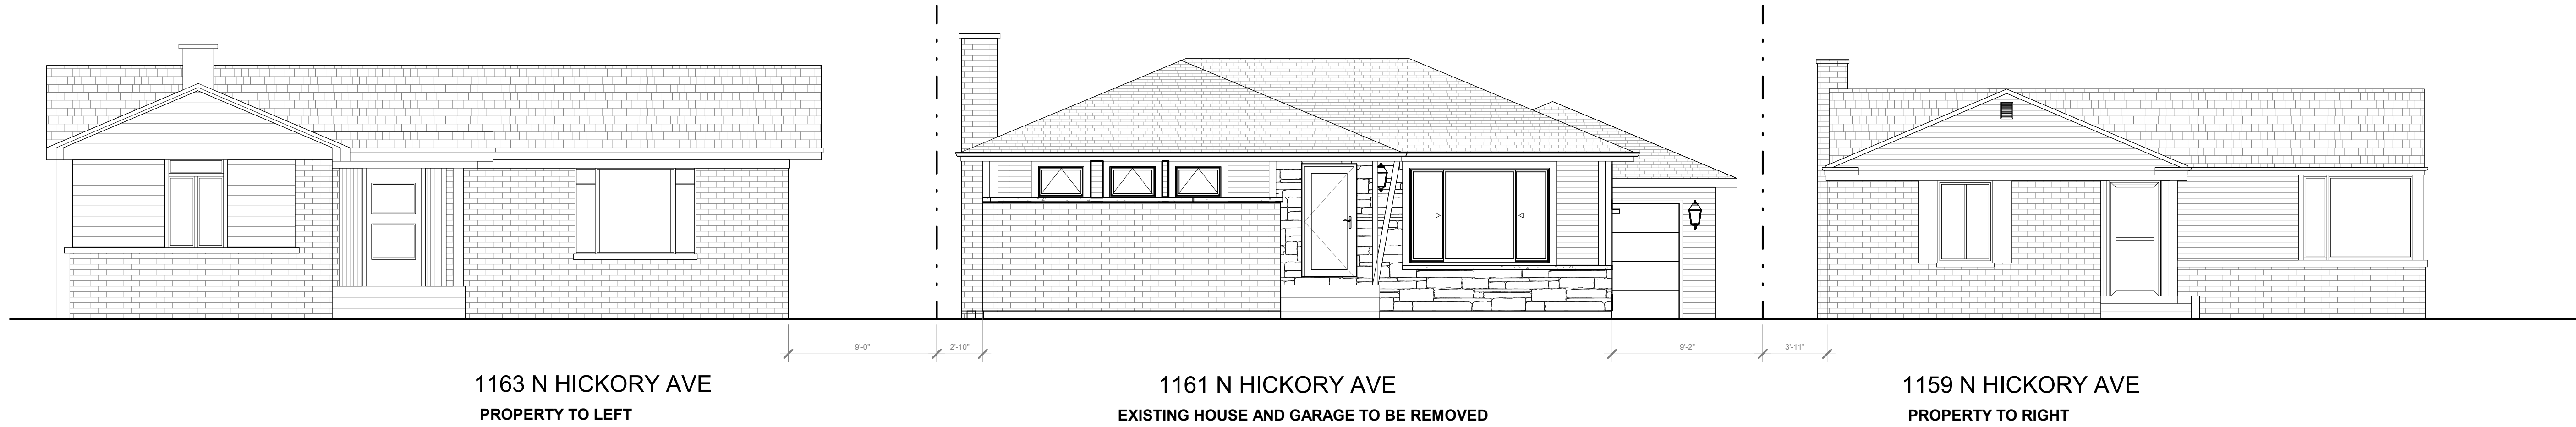 9'-0"
2'-10"
9'-2"
3'-11"
1163 N HICKORY AVE
PROPERTY TO LEFT
1161 N HICKORY AVE
EXISTING HOUSE AND GARAGE TO BE REMOVED
1159 N HICKORY AVE
PROPERTY TO RIGHT